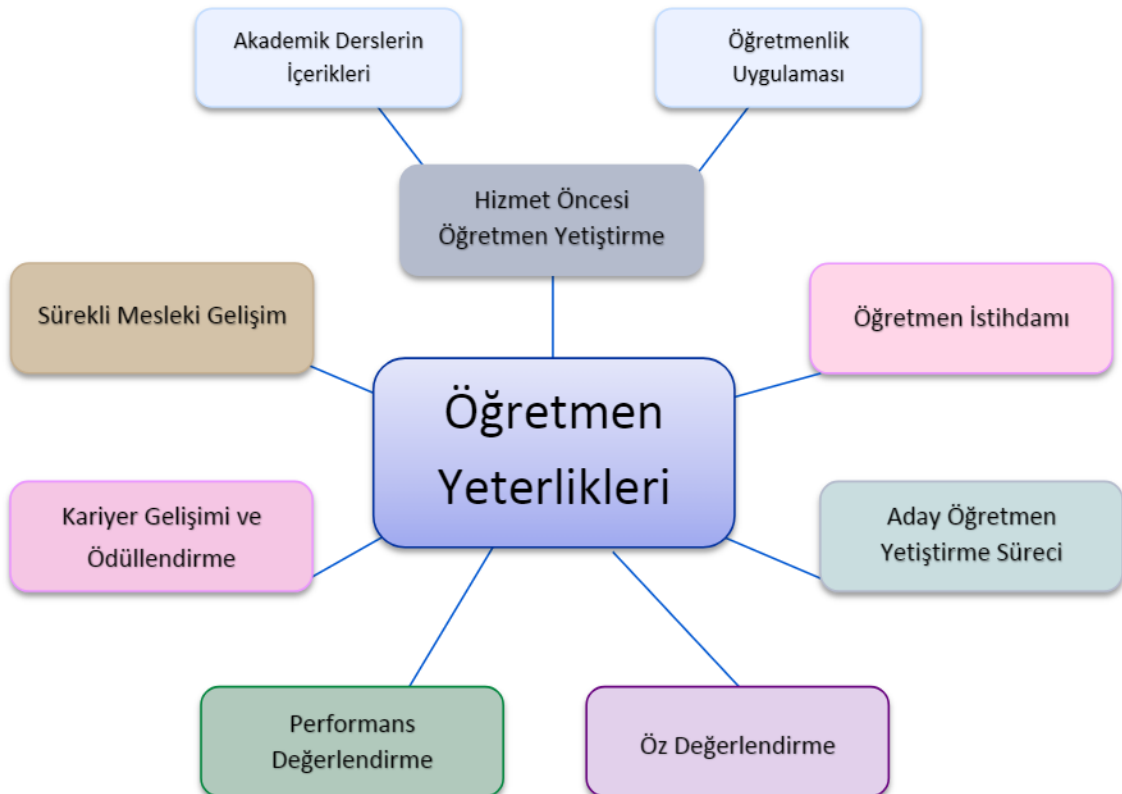 Akademik Derslerin
İçerikleri
Öğretmenlik
Uygulaması
Hizmet Öncesi
Öğretmen Yetiştirme
Sürekli Mesleki Gelişim
Öğretmen İstihdamı
Öğretmen
Yeterlikleri
Kariyer Gelişimi ve
Ödüllendirme
Aday Öğretmen
Yetiştirme Süreci
Performans
Değerlendirme
Öz Değerlendirme